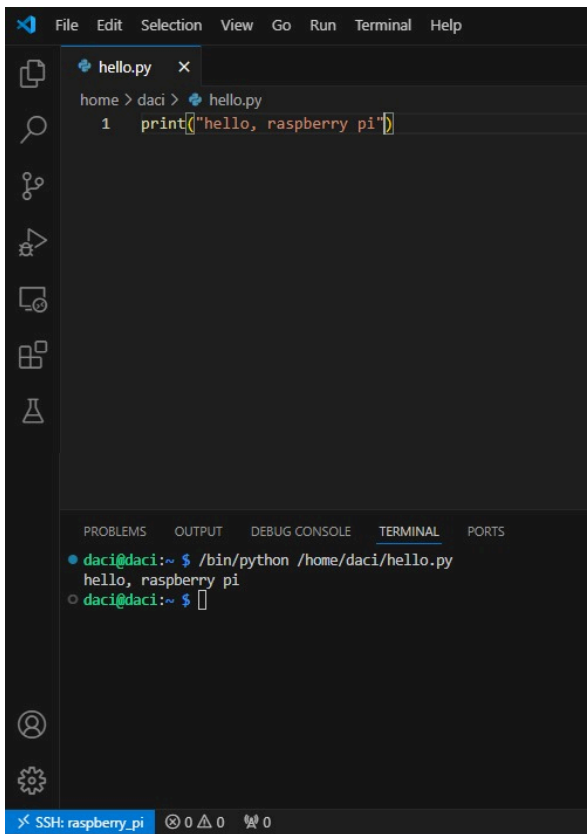 File Edit Selection View Go Run Terminal Help
hello.py
home > daci > hello.py
1 print("hello, raspberry pi")
PROBLEMS OUTPUT DEBUG CONSOLE TERMINAL PORTS
daci@daci:~ $ /bin/python /home/daci/hello.py
hello, raspberry pi
daci@daci:~ $
SSH: raspberry_pi 0 0 0